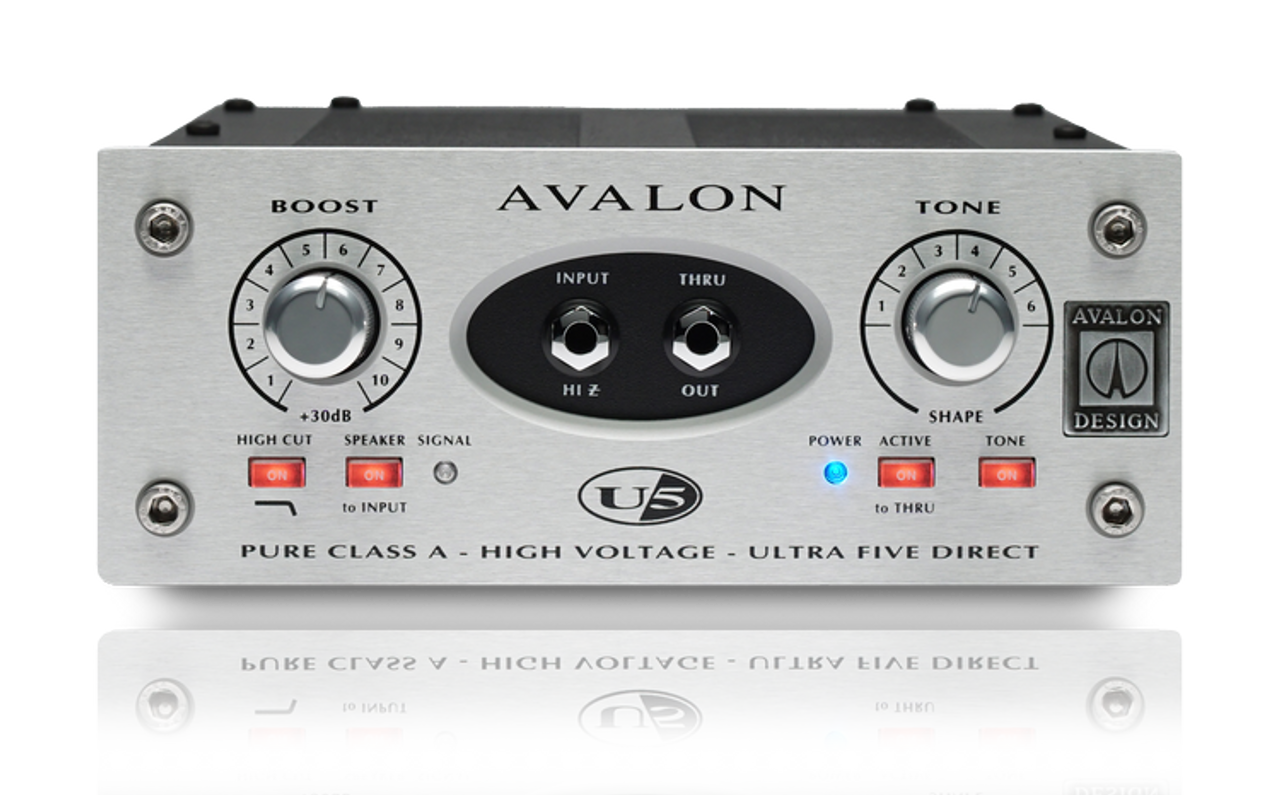 AVALON
BOOST
1 2 3 4 5 6 7 8 9 10
+30dB
INPUT
THRU
HI Z
OUT
TONE
1 2 3 4 5 6
SHAPE
AVALON
DESIGN
HIGH CUT
SPEAKER
SIGNAL
ON
ON
to INPUT
U5
POWER
ACTIVE
TONE
ON
ON
to THRU
PURE CLASS A - HIGH VOLTAGE - ULTRA FIVE DIRECT